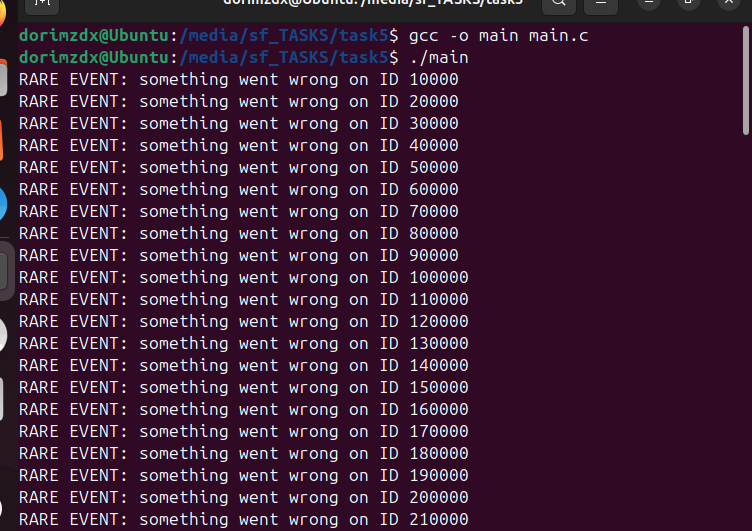 dorinzdx@Ubuntu: /media/sf_TASKS/task5
dorinzdx@Ubuntu:/media/sf_TASKS/task5$ gcc -o main main.c
dorinzdx@Ubuntu:/media/sf_TASKS/task5$ ./main
RARE EVENT: something went wrong on ID 10000
RARE EVENT: something went wrong on ID 20000
RARE EVENT: something went wrong on ID 30000
RARE EVENT: something went wrong on ID 40000
RARE EVENT: something went wrong on ID 50000
RARE EVENT: something went wrong on ID 60000
RARE EVENT: something went wrong on ID 70000
RARE EVENT: something went wrong on ID 80000
RARE EVENT: something went wrong on ID 90000
RARE EVENT: something went wrong on ID 100000
RARE EVENT: something went wrong on ID 110000
RARE EVENT: something went wrong on ID 120000
RARE EVENT: something went wrong on ID 130000
RARE EVENT: something went wrong on ID 140000
RARE EVENT: something went wrong on ID 150000
RARE EVENT: something went wrong on ID 160000
RARE EVENT: something went wrong on ID 170000
RARE EVENT: something went wrong on ID 180000
RARE EVENT: something went wrong on ID 190000
RARE EVENT: something went wrong on ID 200000
RARE EVENT: something went wrong on ID 210000